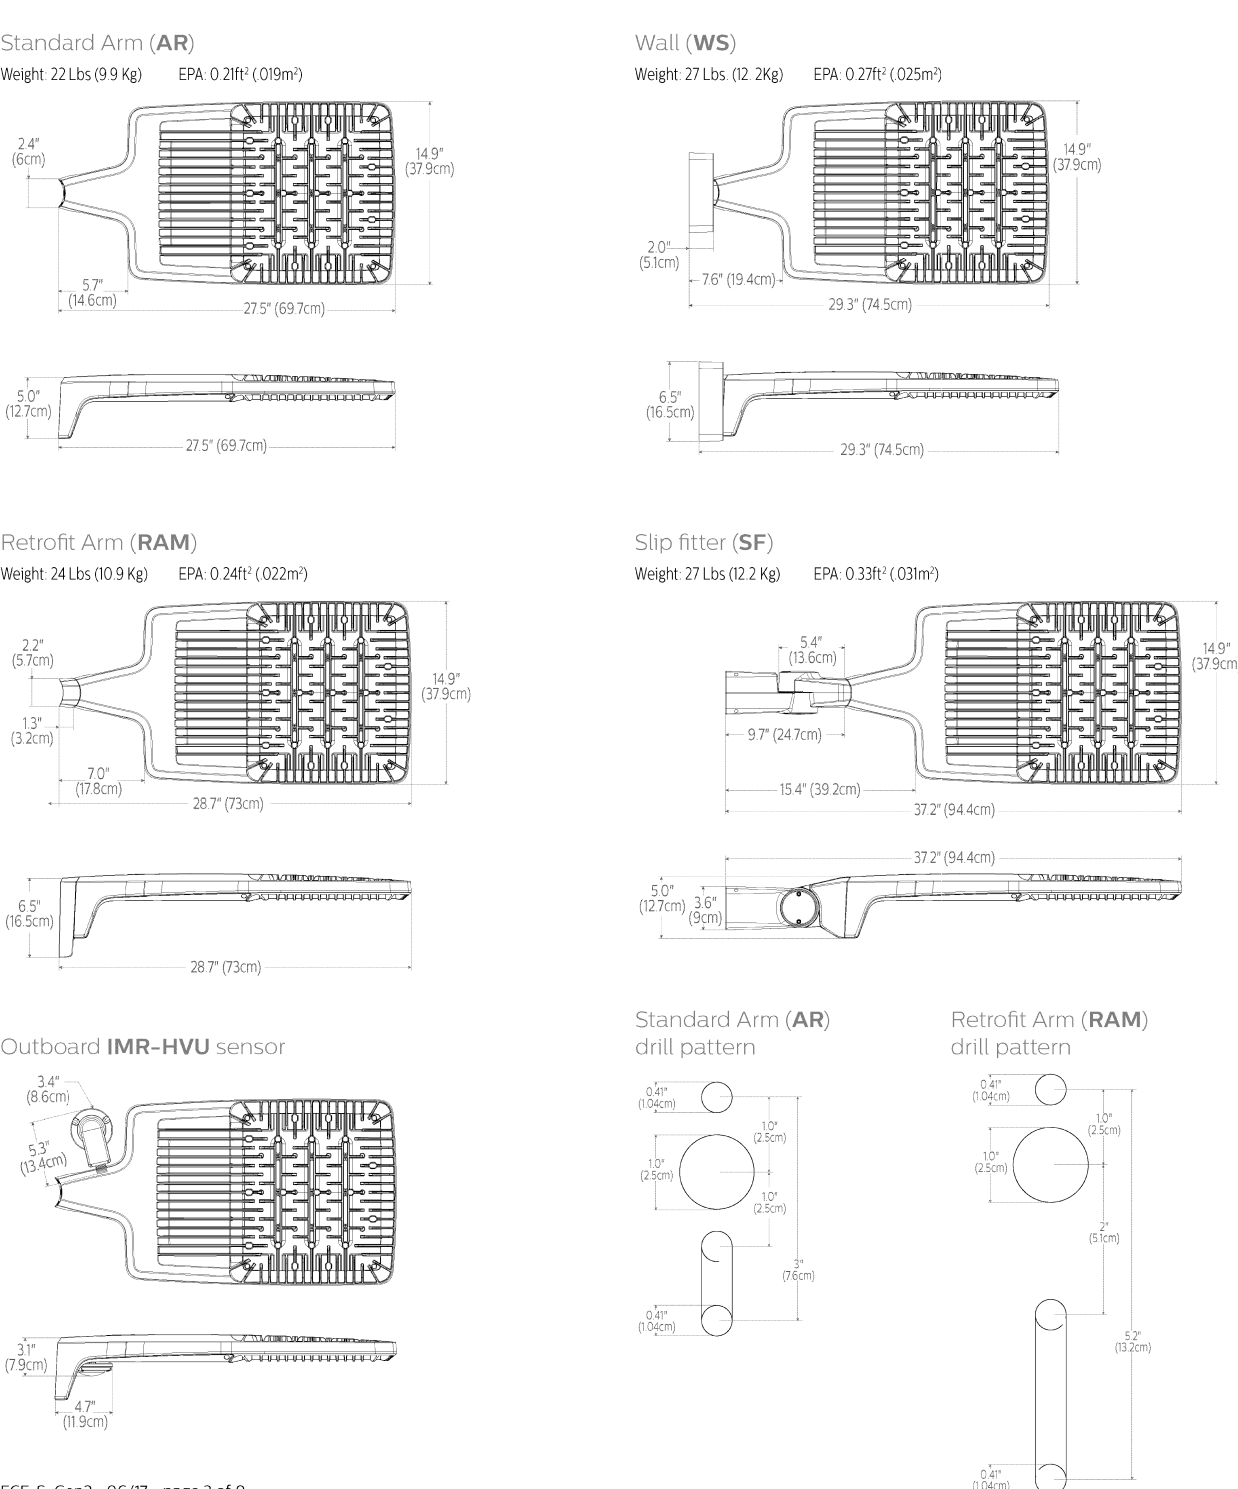 Standard Arm (AR)
Weight: 22 Lbs (9.9 Kg) EPA: 0.21ft² (.019m²)
2.4"
(6cm)
14.9"
(37.9cm)
5.7"
(14.6cm)
27.5" (69.7cm)
5.0"
(12.7cm)
27.5" (69.7cm)
Wall (WS)
Weight: 27 Lbs. (12. 2Kg) EPA: 0.27ft² (.025m²)
14.9"
(37.9cm)
2.0"
(5.1cm)
7.6" (19.4cm)
29.3" (74.5cm)
6.5"
(16.5cm)
29.3" (74.5cm)
Retrofit Arm (RAM)
Weight: 24 Lbs (10.9 Kg) EPA: 0.24ft² (.022m²)
2.2"
(5.7cm)
14.9"
(37.9cm)
1.3"
(3.2cm)
7.0"
(17.8cm)
28.7" (73cm)
6.5"
(16.5cm)
28.7" (73cm)
Slip fitter (SF)
Weight: 27 Lbs (12.2 Kg) EPA: 0.33ft² (.031m²)
5.4"
(13.6cm)
14.9"
(37.9cm
9.7" (24.7cm)
15.4" (39.2cm)
37.2" (94.4cm)
37.2" (94.4cm)
5.0"
(12.7cm)
3.6"
(9cm)
Outboard IMR-HVU sensor
3.4"
(8.6cm)
5.3"
(13.4cm)
3.1"
(7.9cm)
4.7"
(11.9cm)
Standard Arm (AR)
drill pattern
0.41"
(1.04cm)
1.0"
(2.5cm)
1.0"
(2.5cm)
1.0"
(2.5cm)
3"
(7.6cm)
0.41"
(1.04cm)
Retrofit Arm (RAM)
drill pattern
0.41"
(1.04cm)
1.0"
(2.5cm)
1.0"
(2.5cm)
2"
(5.1cm)
5.2"
(13.2cm)
0.41"
(1.04cm)